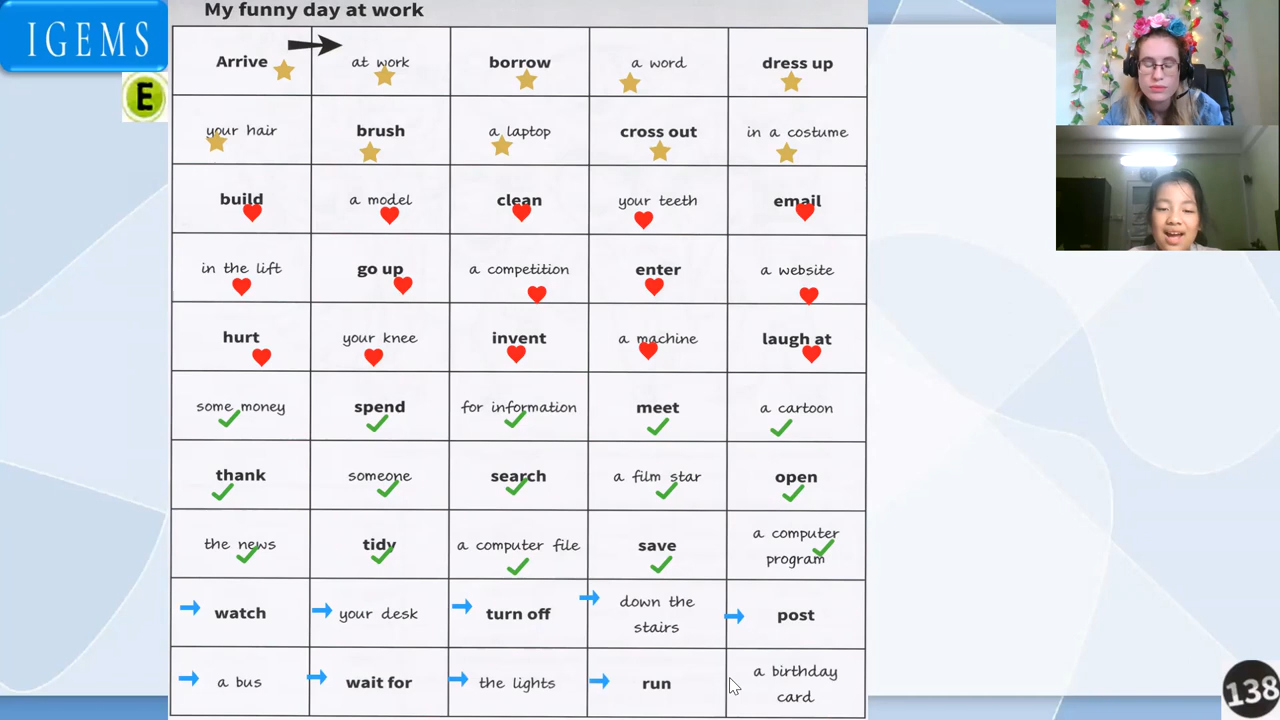 My funny day at work
IGEMS
E
Arrive
at work
borrow
a word
dress up
your hair
brush
a laptop
cross out
in a costume
build
a model
clean
your teeth
email
in the lift
go up
a competition
enter
a website
hurt
your knee
invent
a machine
laugh at
some money
spend
for information
meet
a cartoon
thank
someone
search
a film star
open
the news
tidy
a computer file
save
a computer
program
watch
your desk
turn off
down the
stairs
post
a bus
wait for
the lights
run
a birthday
card
138